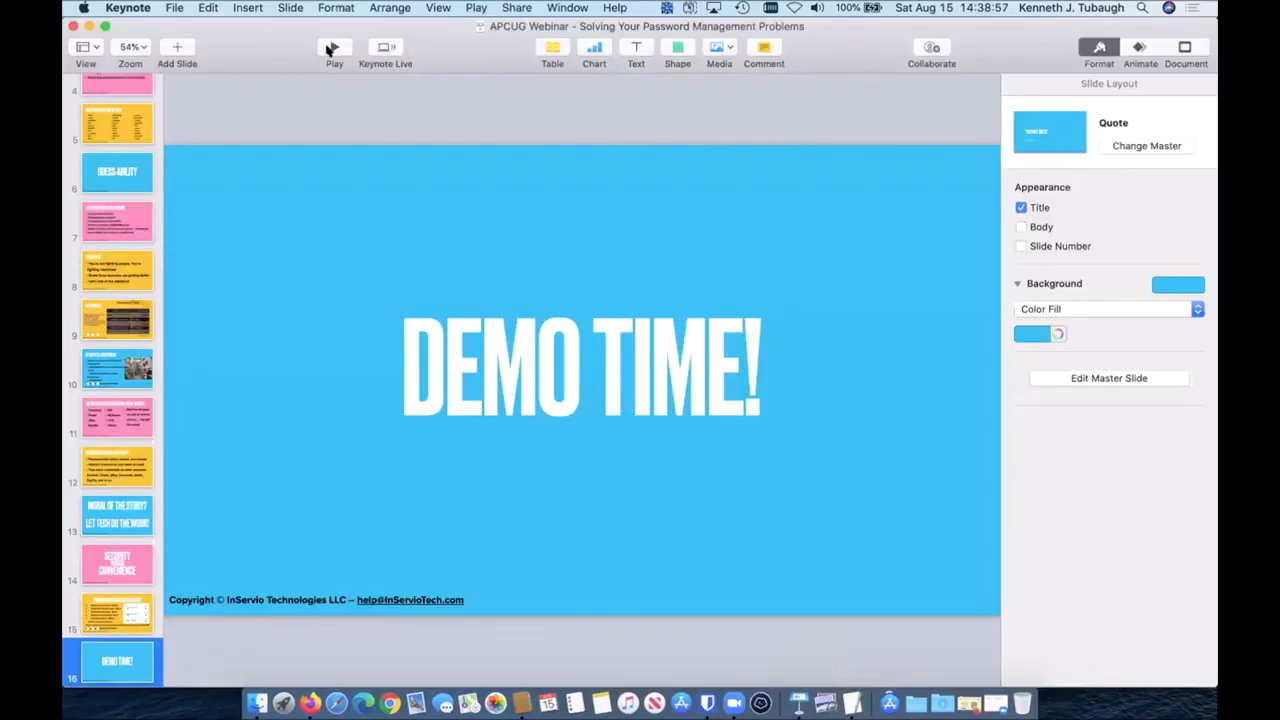 Keynote File Edit Insert Slide Format Arrange View Play Share Window Help 100% Sat Aug 15 14:38:57 Kenneth J. Tubaugh
APCUG Webinar - Solving Your Password Management Problems
54%
View Zoom Add Slide Play Keynote Live Table Chart Text Shape Media Comment Collaborate Format Animate Document
Slide Layout
Quote
Change Master
Appearance
Title
Body
Slide Number
Background
Color Fill
Edit Master Slide
4
5
GUESS-ABILITY
6
7
8
9
10
11
12
MORAL OF THE STORY?
LET TECH DO THE WORK!
13
SECURITY
CONVENIENCE
14
15
DEMO TIME!
16
DEMO TIME!
Copyright © InServio Technologies LLC – help@InServioTech.com
15